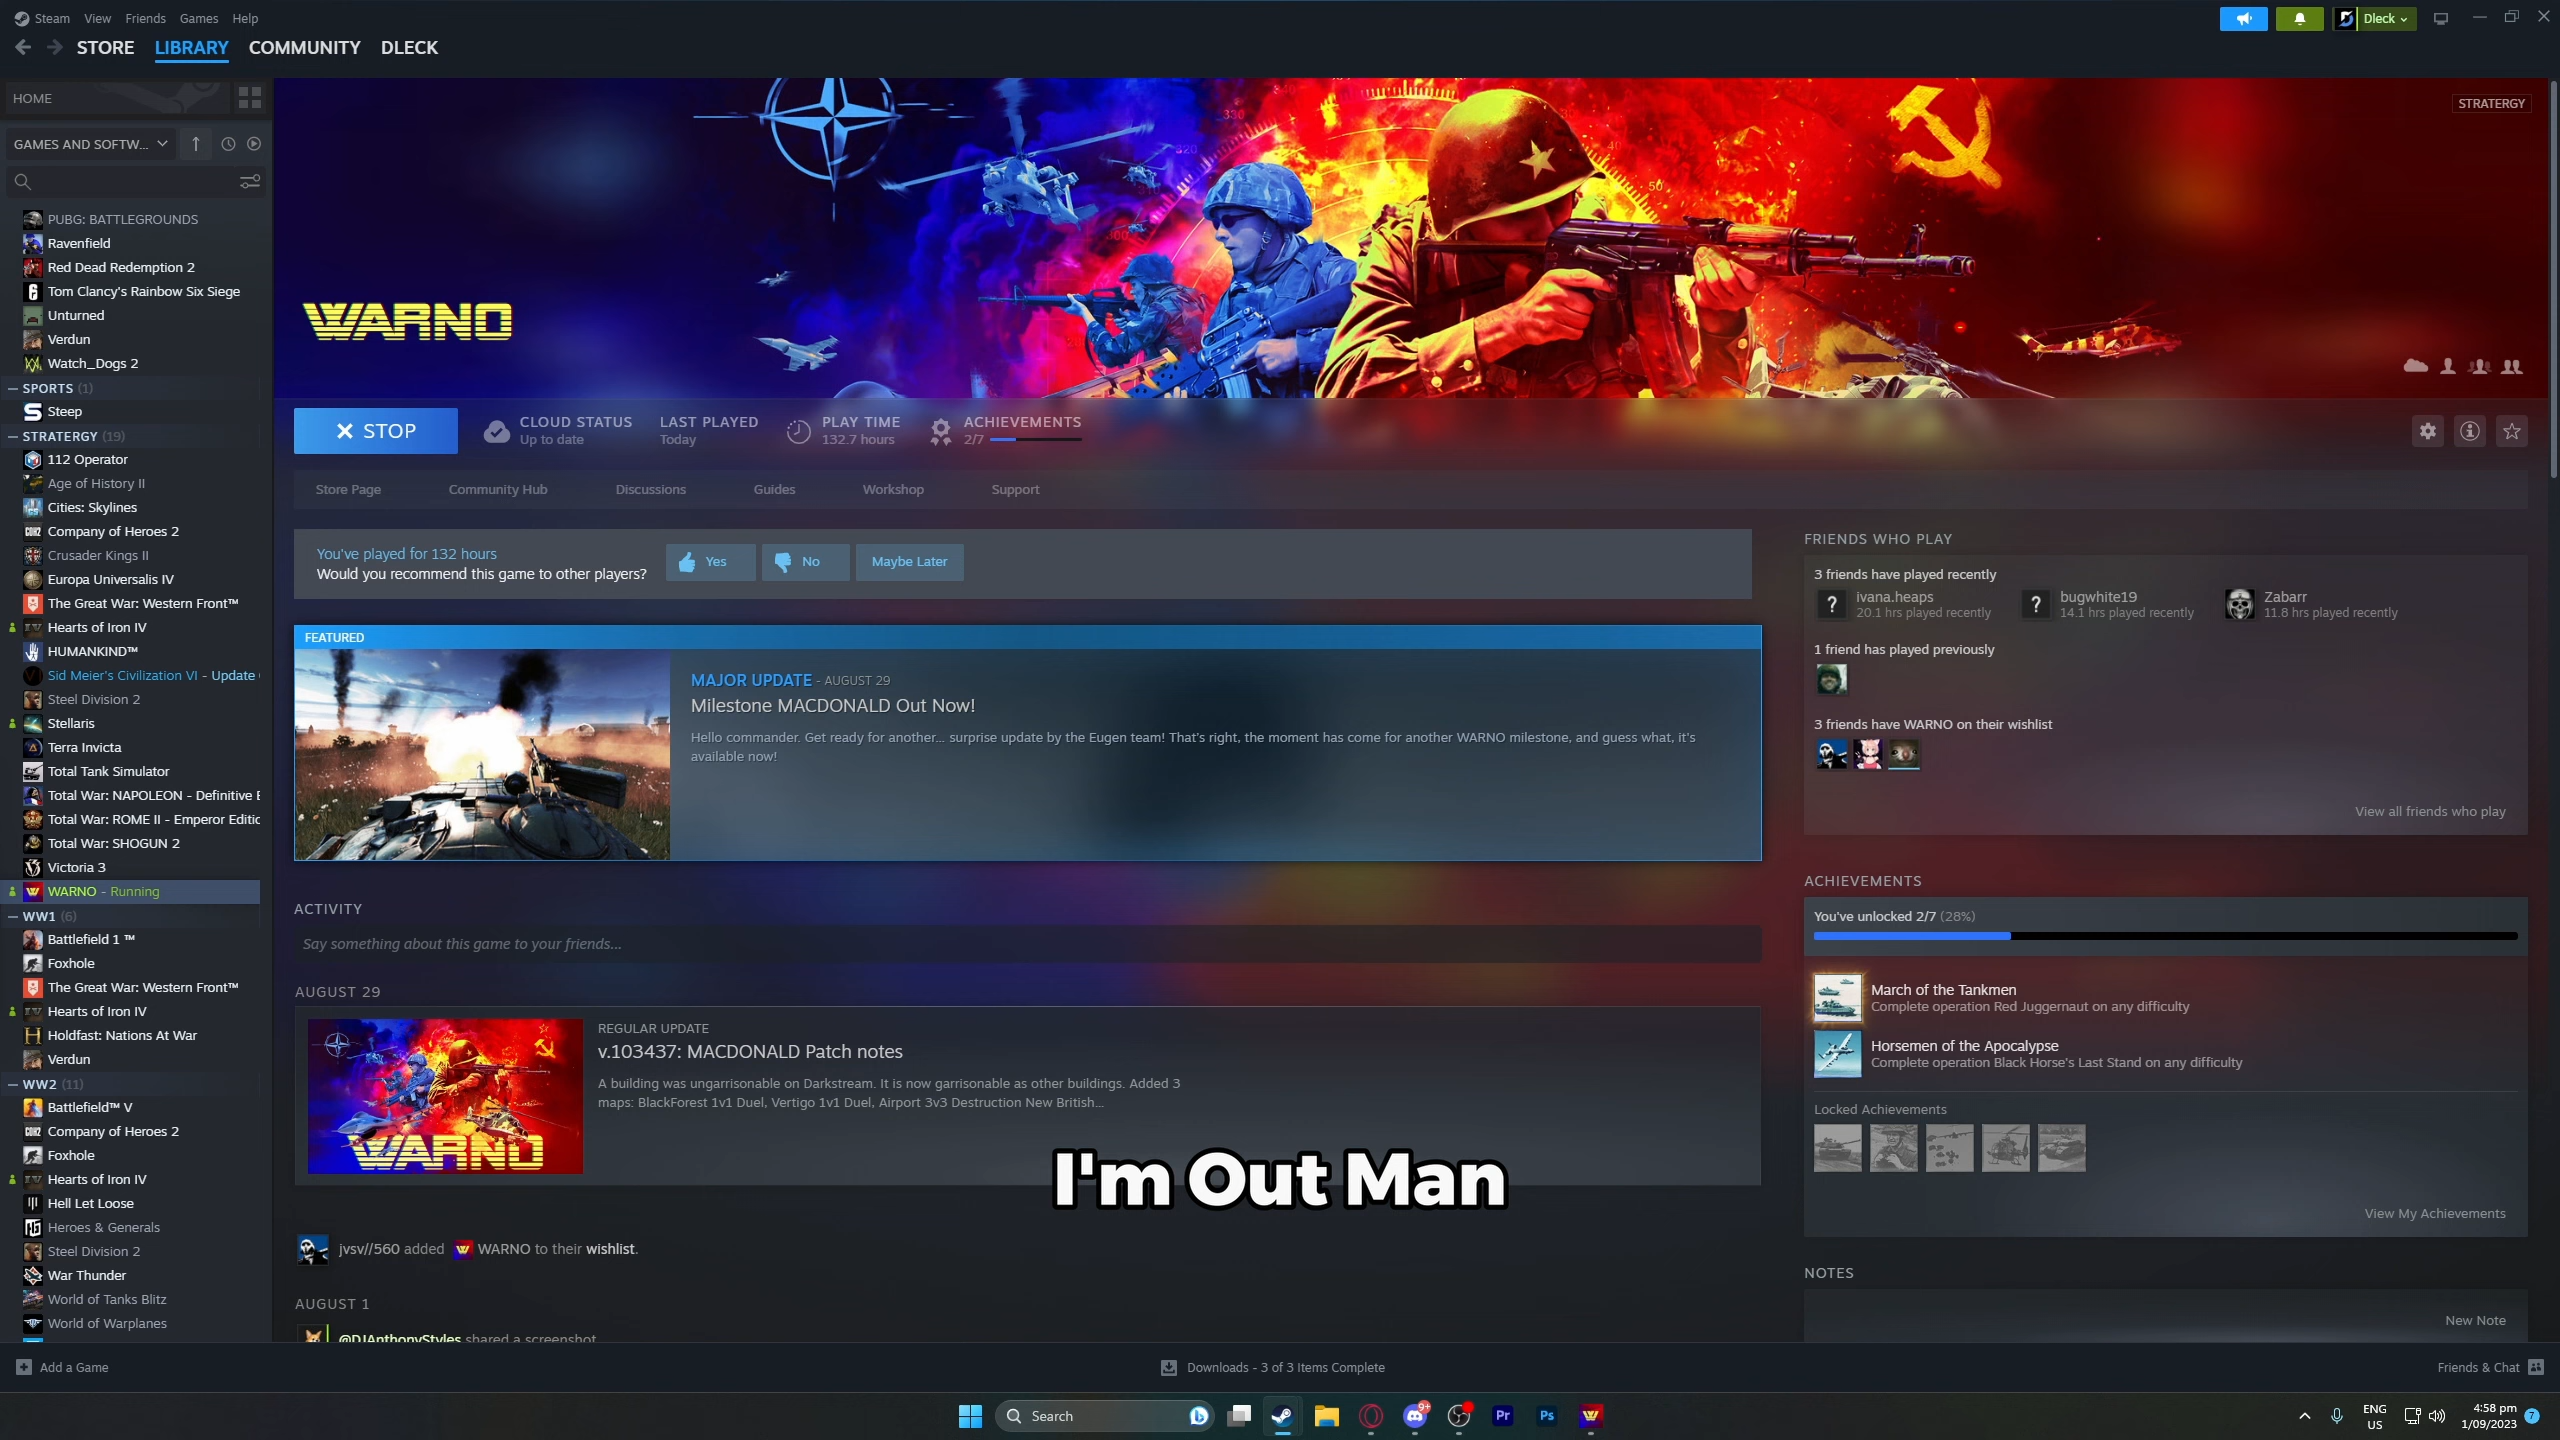 Steam View Friends Games Help
Dleck
STORE LIBRARY COMMUNITY DLECK
HOME
GAMES AND SOFTW...
PUBG: BATTLEGROUNDS
Ravenfield
Red Dead Redemption 2
Tom Clancy's Rainbow Six Siege
Unturned
Verdun
Watch_Dogs 2
— SPORTS (1)
Steep
— STRATERGY (19)
112 Operator
Age of History II
Cities: Skylines
Company of Heroes 2
Crusader Kings II
Europa Universalis IV
The Great War: Western Front™
Hearts of Iron IV
HUMANKIND™
Sid Meier's Civilization VI - Update
Steel Division 2
Stellaris
Terra Invicta
Total Tank Simulator
Total War: NAPOLEON - Definitive E
Total War: ROME II - Emperor Editic
Total War: SHOGUN 2
Victoria 3
WARNO - Running
— WW1 (6)
Battlefield 1 ™
Foxhole
The Great War: Western Front™
Hearts of Iron IV
Holdfast: Nations At War
Verdun
— WW2 (11)
Battlefield™ V
Company of Heroes 2
Foxhole
Hearts of Iron IV
Hell Let Loose
Heroes & Generals
Steel Division 2
War Thunder
World of Tanks Blitz
World of Warplanes
Add a Game
STRATERGY
330
320
300
40
50
WARNO
STOP
CLOUD STATUS
Up to date
LAST PLAYED
Today
PLAY TIME
132.7 hours
ACHIEVEMENTS
2/7
Store Page Community Hub Discussions Guides Workshop Support
You've played for 132 hours
Would you recommend this game to other players?
Yes No Maybe Later
FEATURED
MAJOR UPDATE - AUGUST 29
Milestone MACDONALD Out Now!
Hello commander. Get ready for another... surprise update by the Eugen team! That's right, the moment has come for another WARNO milestone, and guess what, it's
available now!
ACTIVITY
Say something about this game to your friends...
AUGUST 29
WARNO
REGULAR UPDATE
v.103437: MACDONALD Patch notes
A building was ungarrisonable on Darkstream. It is now garrisonable as other buildings. Added 3
maps: BlackForest 1v1 Duel, Vertigo 1v1 Duel, Airport 3v3 Destruction New British...
I'm Out Man
jvsv//560 added WARNO to their wishlist.
AUGUST 1
@DJAnthonyStyles shared a screenshot
FRIENDS WHO PLAY
3 friends have played recently
ivana.heaps
20.1 hrs played recently
bugwhite19
14.1 hrs played recently
Zabarr
11.8 hrs played recently
1 friend has played previously
3 friends have WARNO on their wishlist
View all friends who play
ACHIEVEMENTS
You've unlocked 2/7 (28%)
March of the Tankmen
Complete operation Red Juggernaut on any difficulty
Horsemen of the Apocalypse
Complete operation Black Horse's Last Stand on any difficulty
Locked Achievements
View My Achievements
NOTES
New Note
Downloads - 3 of 3 Items Complete
Friends & Chat
Search
9+
Pr
Ps
ENG
US
4:58 pm
1/09/2023
7